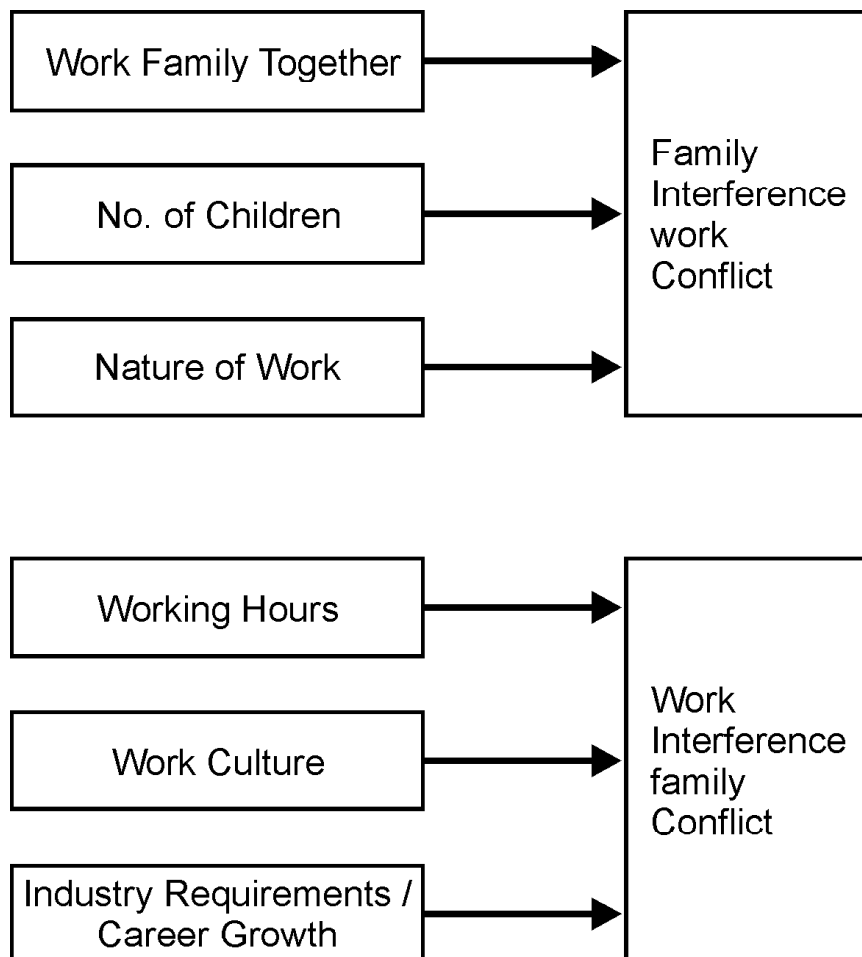 Work Family Together
No. of Children
Nature of Work
Family
Interference
work
Conflict
Working Hours
Work Culture
Industry Requirements /
Career Growth
Work
Interference
family
Conflict